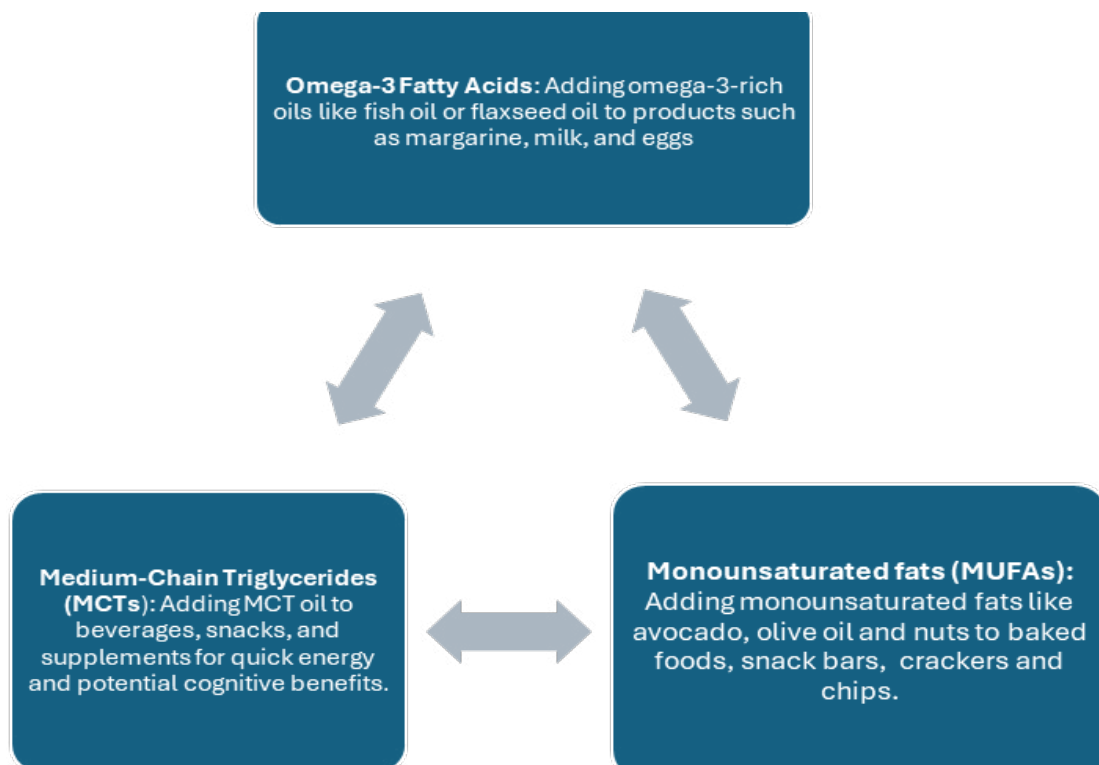 Omega-3 Fatty Acids: Adding omega-3-rich
oils like fish oil or flaxseed oil to products such
as margarine, milk, and eggs
Medium-Chain Triglycerides
(MCTs): Adding MCT oil to
beverages, snacks, and
supplements for quick energy
and potential cognitive benefits.
Monounsaturated fats (MUFAs):
Adding monounsaturated fats like
avocado, olive oil and nuts to baked
foods, snack bars, crackers and
chips.